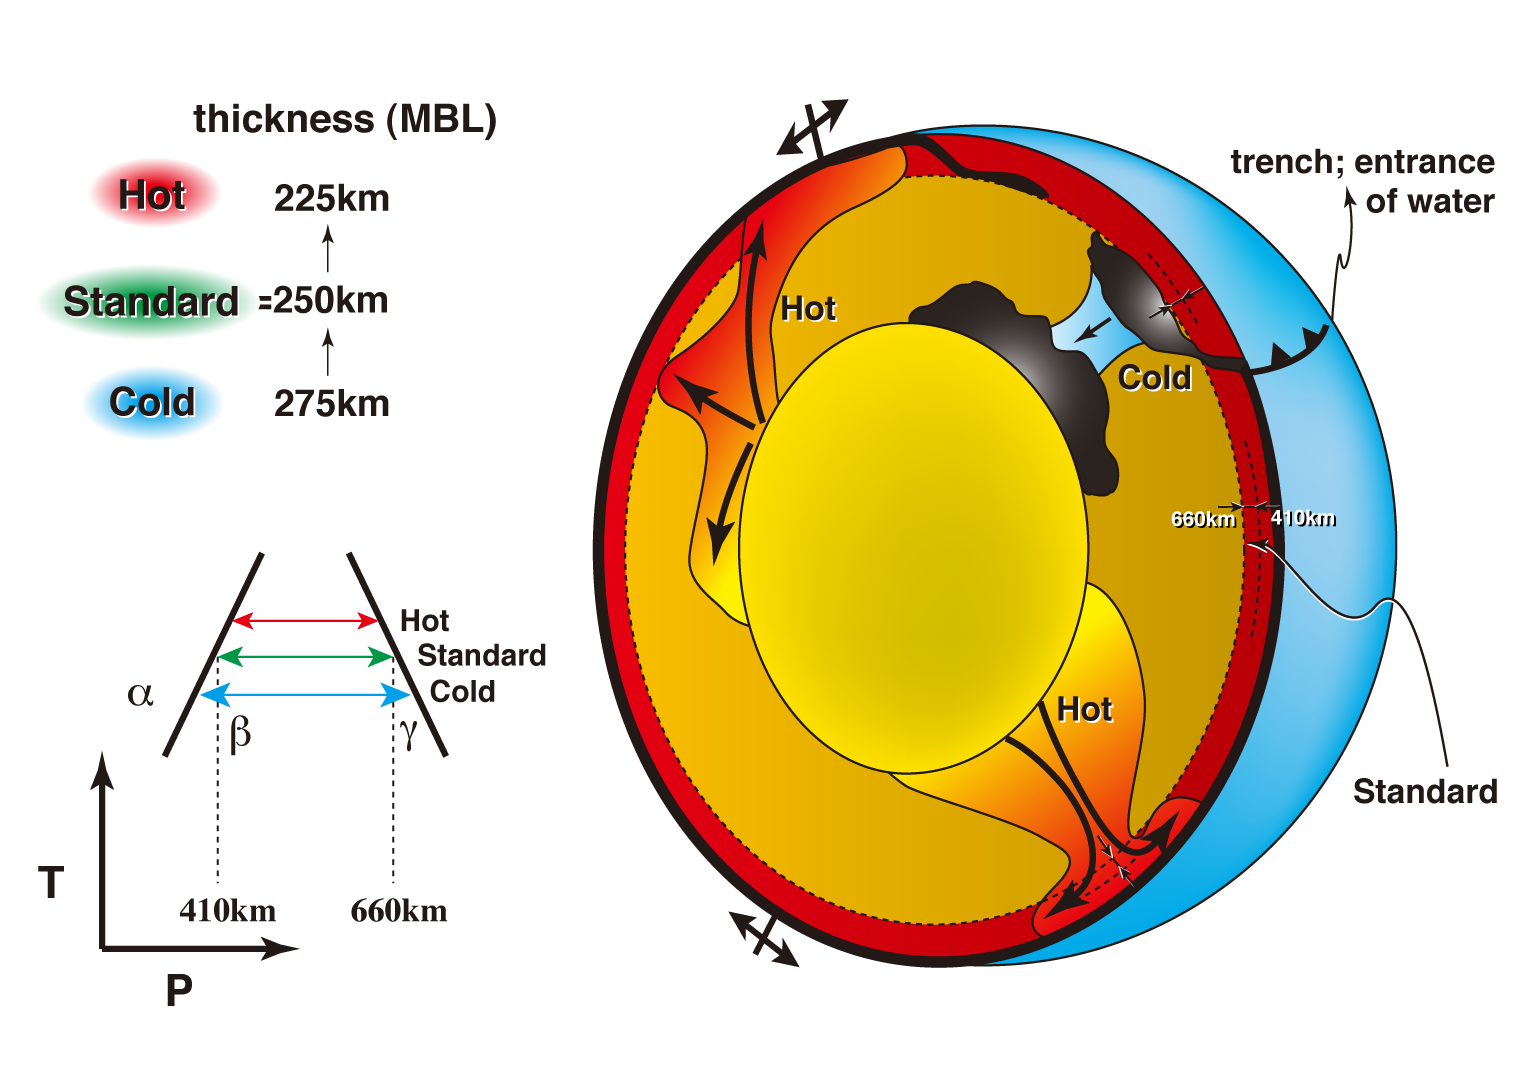 thickness (MBL)
Hot
225km
Standard
=250km
Cold
275km
Hot
Standard
Cold
α
β
γ
T
410km
660km
P
trench; entrance
of water
Hot
Cold
660km
410km
Hot
Standard